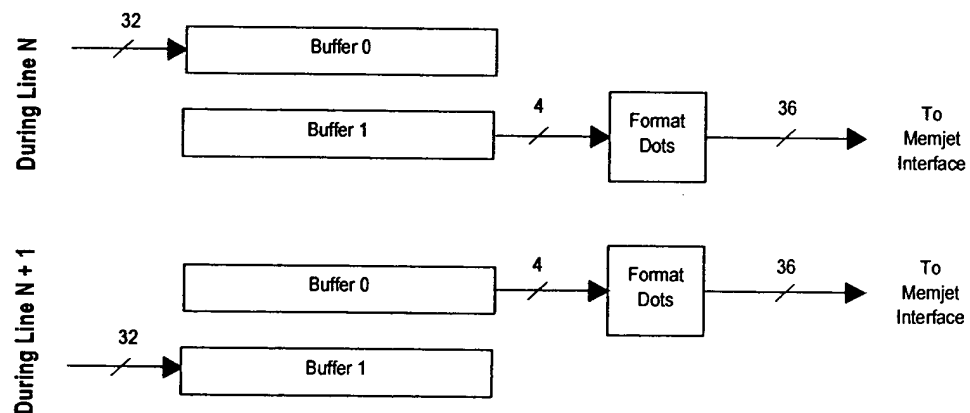 During Line N
32
Buffer 0
Buffer 1
4
Format
Dots
36
To
Memjet
Interface
During Line N + 1
Buffer 0
4
Format
Dots
36
To
Memjet
Interface
32
Buffer 1